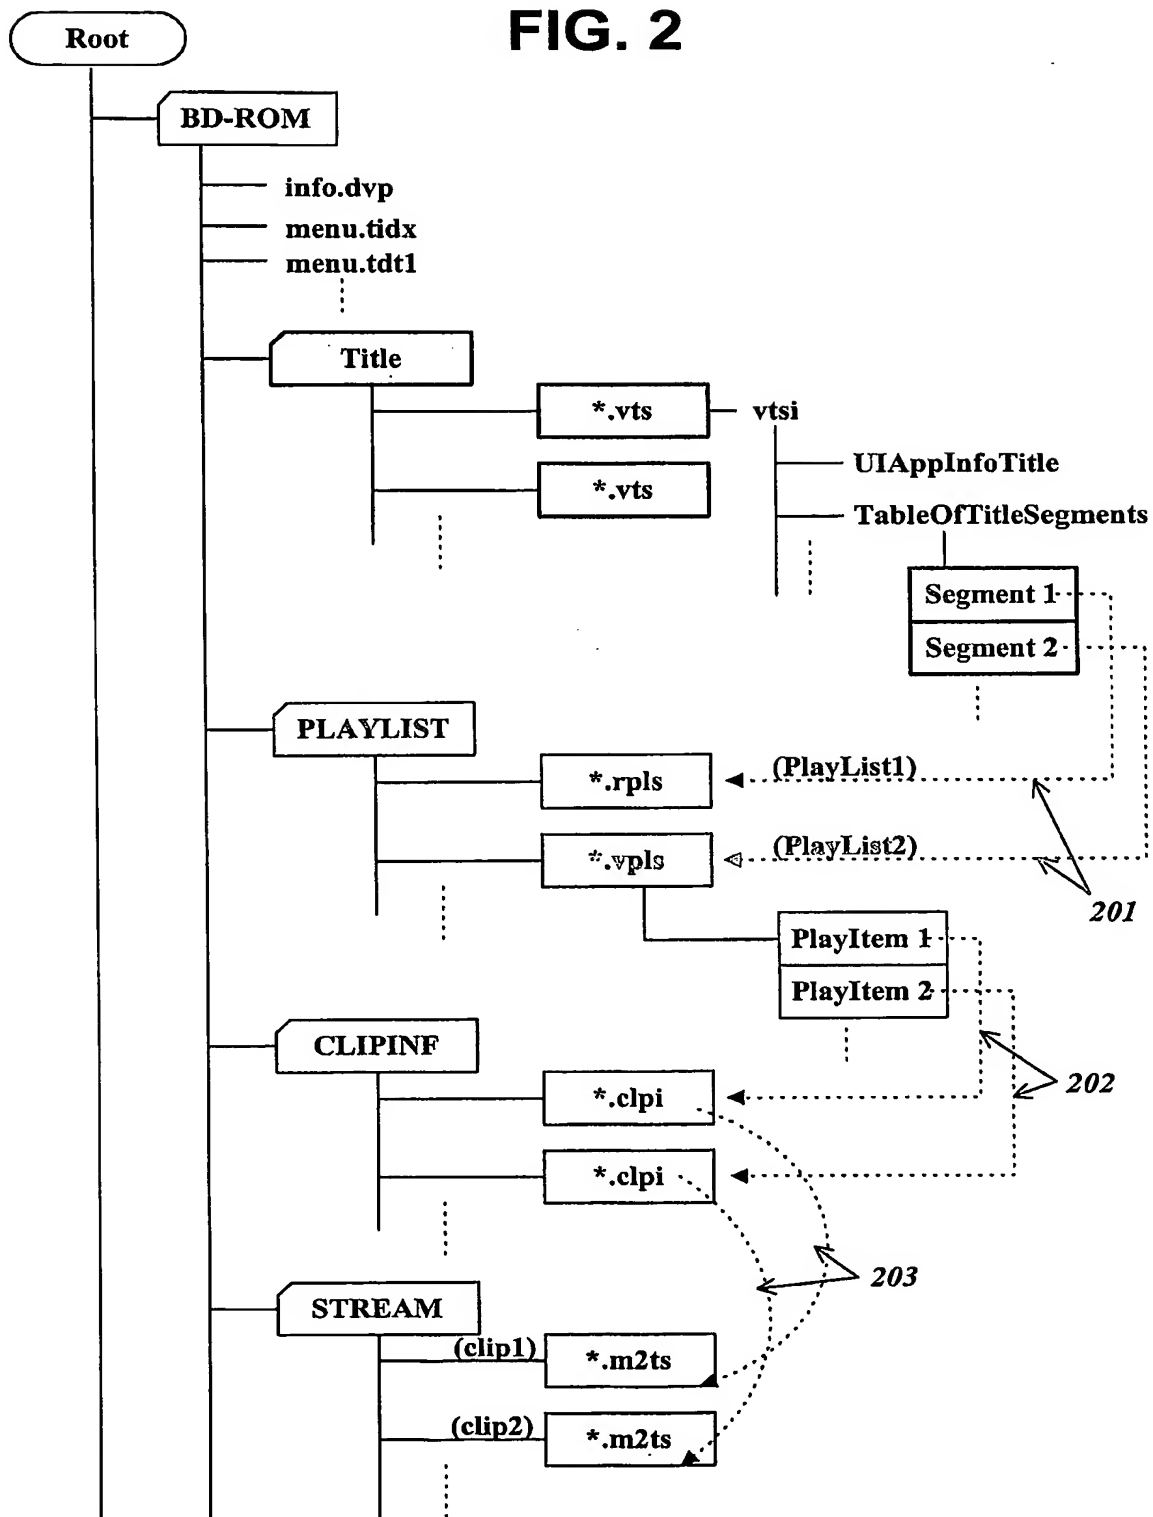 FIG. 2
Root
BD-ROM
info.dvp
menu.tidx
menu.tdt1
Title
*.vts
vtsi
UIAppInfoTitle
*.vts
TableOfTitleSegments
Segment 1
Segment 2
PLAYLIST
*.rpls
(PlayList1)
*.vpls
(PlayList2)
201
PlayItem 1
PlayItem 2
CLIPINF
*.clpi
202
*.clpi
203
STREAM
(clip1)
*.m2ts
(clip2)
*.m2ts